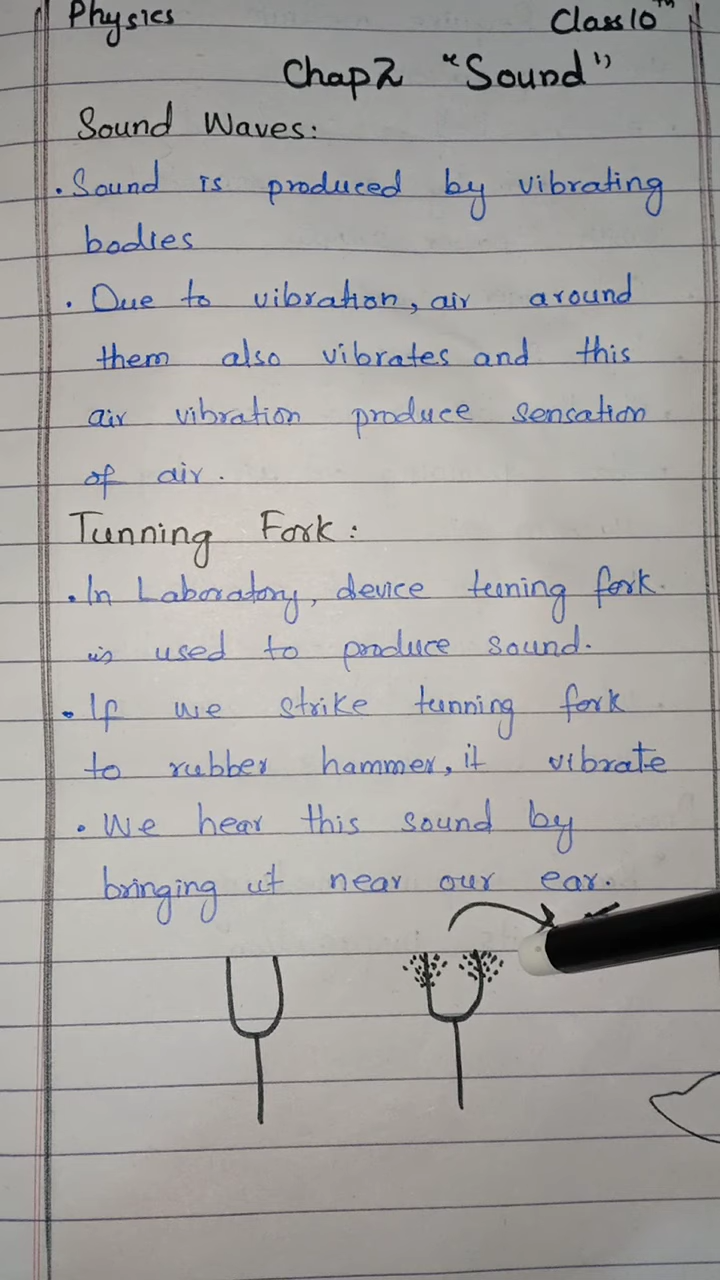 Physics Class 10th
Chap 2 "Sound"
Sound Waves:
. Sound is produced by vibrating
bodies
. Due to vibration, air around
them also vibrates and this
air vibration produce sensation
of air.
Tunning Fork:
. In Laboratory, device tuning fork.
is used to produce sound.
. If we strike tunning fork
to rubber hammer, it vibrate
. We hear this sound by
bringing it near our ear.